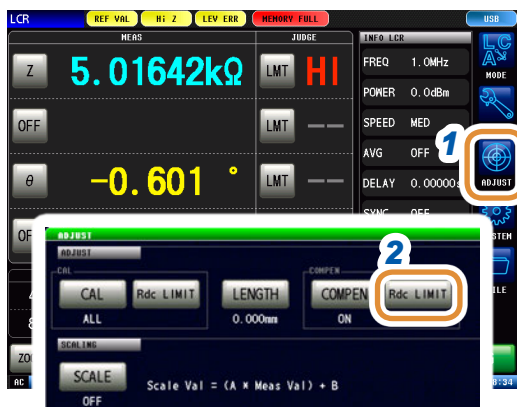 LCR REF VAL Hi Z LEV ERR MEMORY FULL USB
MEAS JUDGE INFO LCR
Z 5.01642kΩ LMT HI
FREQ 1.0MHz
MODE
POWER 0.0dBm
OFF LMT --
SPEED MED
AVG OFF
1
θ -0.601 ° LMT --
DELAY 0.00000s
ADJUST
ADJUST
ADJUST
2
CAL COMPEN
CAL Rdc LIMIT LENGTH COMPEN Rdc LIMIT
ALL 0.000mm ON
SCALING
SCALE
OFF
Scale Val = (A * Meas Val) + B
AC